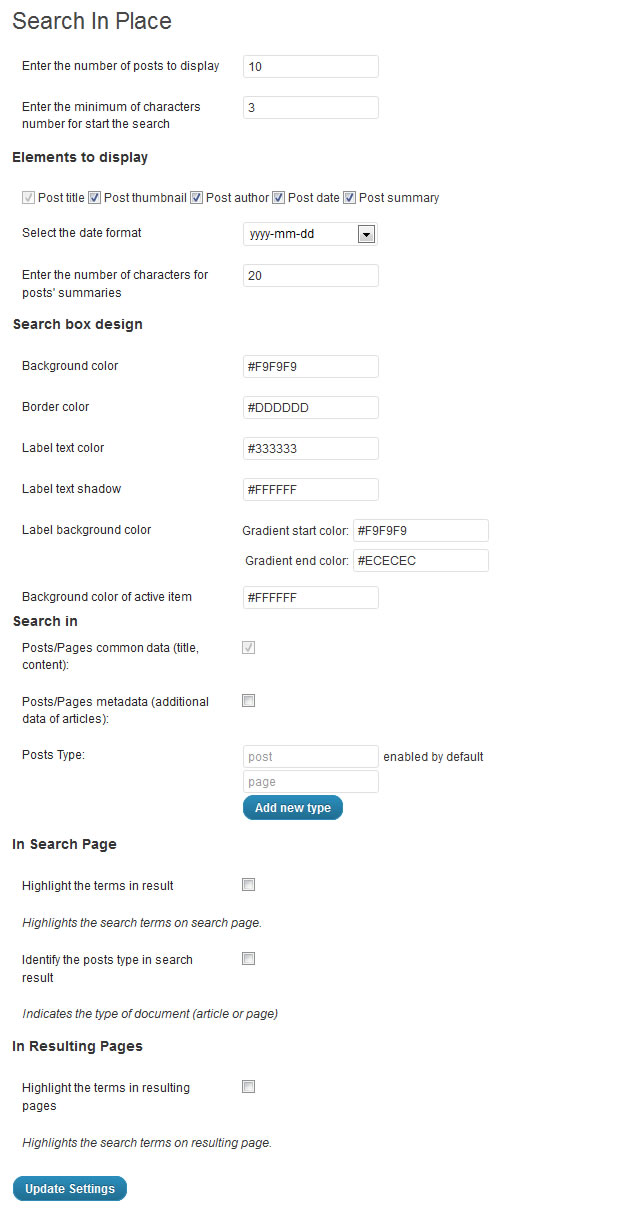 Search In Place
Enter the number of posts to display 10
Enter the minimum of characters 3
number for start the search
Elements to display
Post title Post thumbnail Post author Post date Post summary
Select the date format yyyy-mm-dd
Enter the number of characters for 20
posts' summaries
Search box design
Background color #F9F9F9
Border color #DDDDDD
Label text color #333333
Label text shadow #FFFFFF
Label background color Gradient start color: #F9F9F9
Gradient end color: #ECECEC
Background color of active item #FFFFFF
Search in
Posts/Pages common data (title,
content):
Posts/Pages metadata (additional
data of articles):
Posts Type: post enabled by default
page
Add new type
In Search Page
Highlight the terms in result
Highlights the search terms on search page.
Identify the posts type in search
result
Indicates the type of document (article or page)
In Resulting Pages
Highlight the terms in resulting
pages
Highlights the search terms on resulting page.
Update Settings